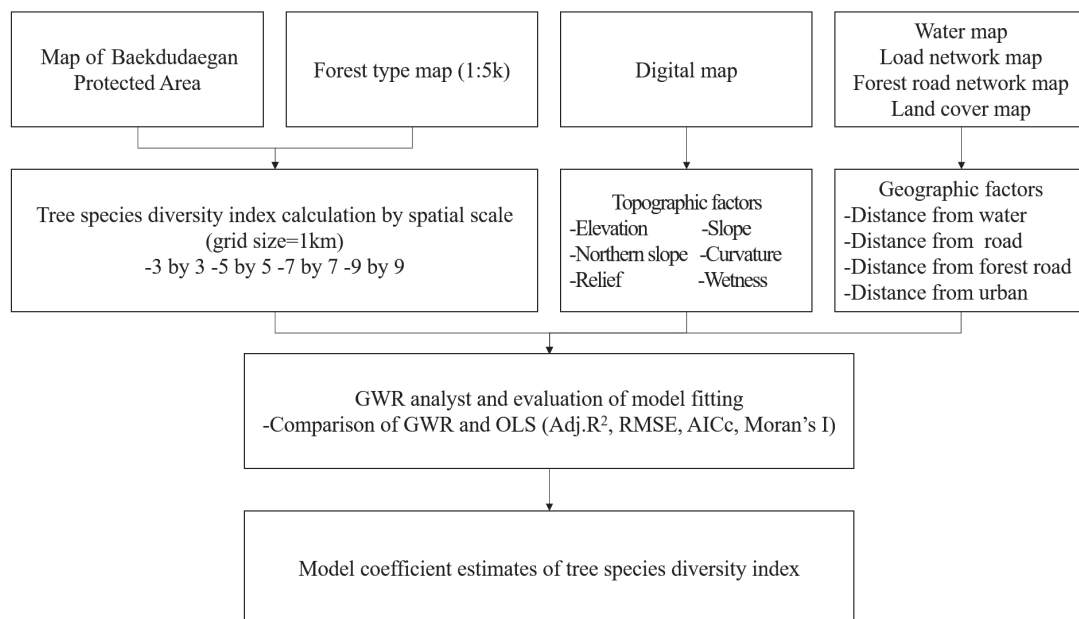 Map of Baekdudaegan
Protected Area
Forest type map (1:5k)
Digital map
Water map
Load network map
Forest road network map
Land cover map
Tree species diversity index calculation by spatial scale
(grid size=1km)
-3 by 3 -5 by 5 -7 by 7 -9 by 9
Topographic factors
-Elevation -Slope
-Northern slope -Curvature
-Relief -Wetness
Geographic factors
-Distance from water
-Distance from road
-Distance from forest road
-Distance from urban
GWR analyst and evaluation of model fitting
-Comparison of GWR and OLS (Adj.R², RMSE, AICc, Moran’s I)
Model coefficient estimates of tree species diversity index